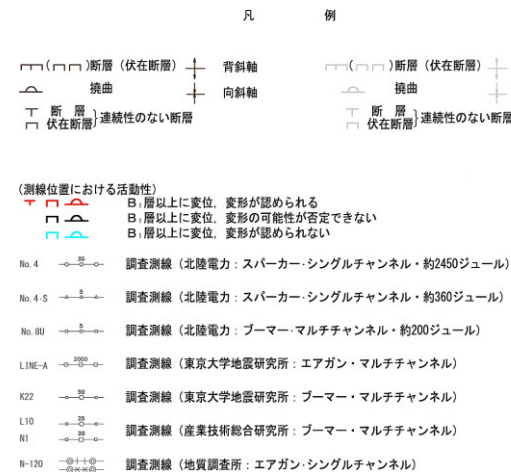 凡 例
(      )断層（伏在断層） 背斜軸 (      )断層（伏在断層）
撓曲 向斜軸 撓曲
断 層
伏在断層}連続性のない断層
断 層
伏在断層}連続性のない断層
(測線位置における活動性)
B₁層以上に変位，変形が認められる
B₁層以上に変位，変形の可能性が否定できない
B₁層以上に変位，変形が認められない
No.4 35 調査測線（北陸電力：スパーカー・シングルチャンネル・約2450ジュール）
No.4-S 5 調査測線（北陸電力：スパーカー・シングルチャンネル・約360ジュール）
No.8U 5 調査測線（北陸電力：ブーマー・マルチチャンネル・約200ジュール）
LINE-A 2000 調査測線（東京大学地震研究所：エアガン・マルチチャンネル）
K22 50 調査測線（東京大学地震研究所：ブーマー・マルチチャンネル）
L10 25
N1 20 調査測線（産業技術総合研究所：ブーマー・マルチチャンネル）
N-120 調査測線（地質調査所：エアガン・シングルチャンネル）